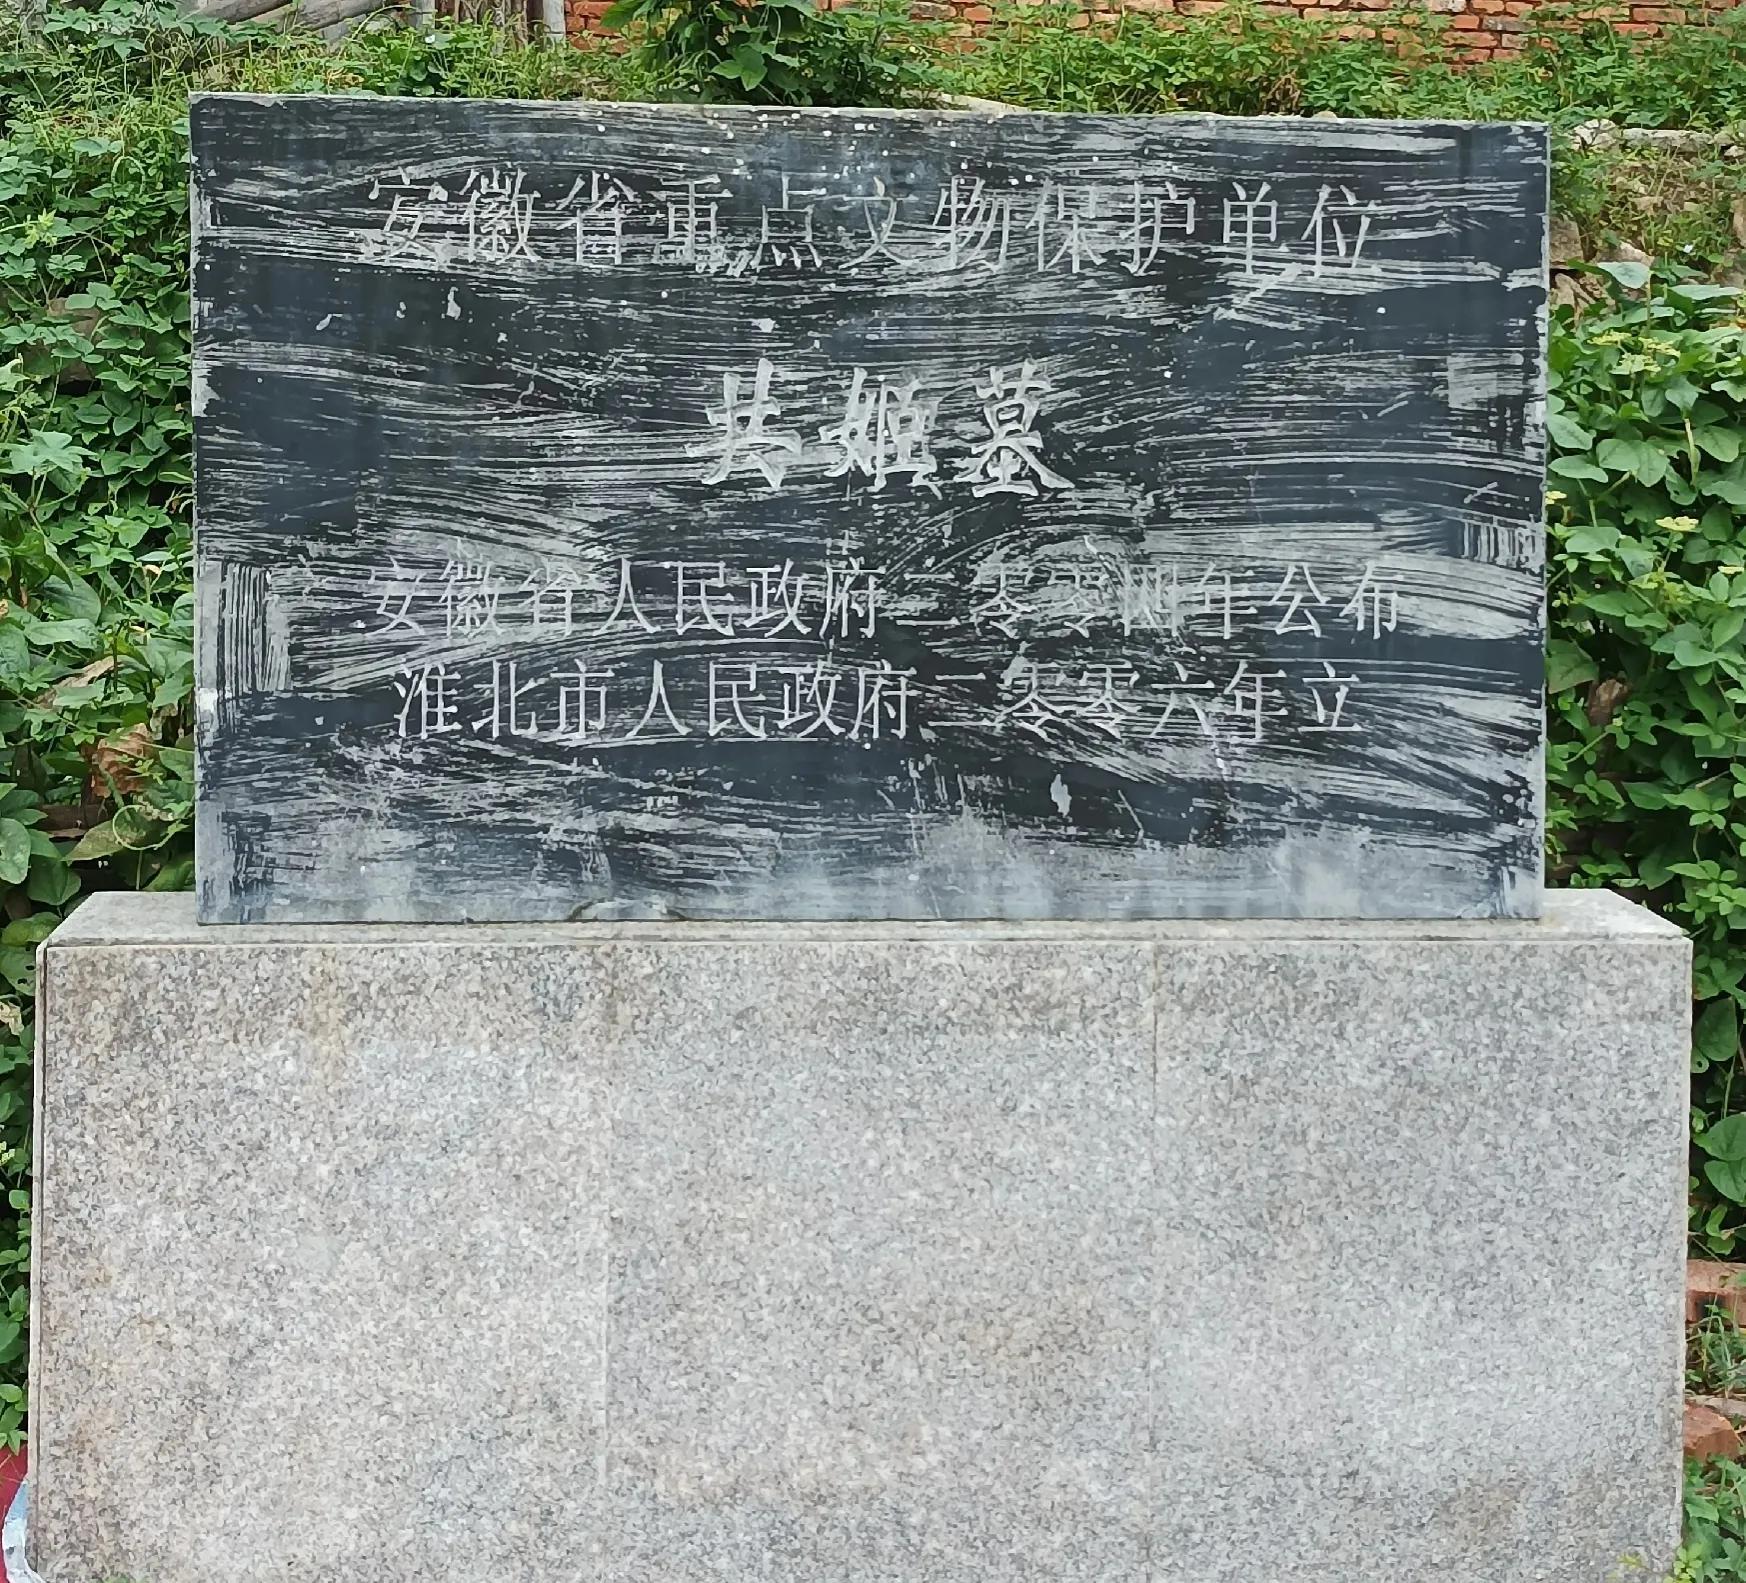 安徽省重点文物保护单位
共姬墓
安徽省人民政府二零零四年公布
淮北市人民政府二零零六年立